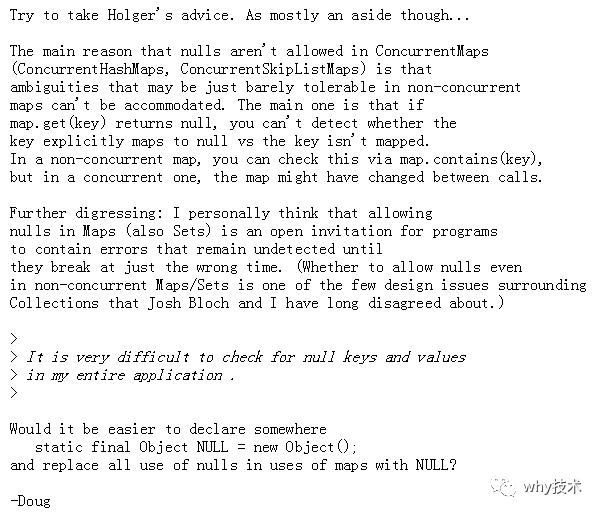 Try to take Holger's advice. As mostly an aside though...
The main reason that nulls aren't allowed in ConcurrentMaps
(ConcurrentHashMaps, ConcurrentSkipListMaps) is that
ambiguities that may be just barely tolerable in non-concurrent
maps can't be accommodated. The main one is that if
map.get(key) returns null, you can't detect whether the
key explicitly maps to null vs the key isn't mapped.
In a non-concurrent map, you can check this via map.contains(key),
but in a concurrent one, the map might have changed between calls.
Further digressing: I personally think that allowing
nulls in Maps (also Sets) is an open invitation for programs
to contain errors that remain undetected until
they break at just the wrong time. (Whether to allow nulls even
in non-concurrent Maps/Sets is one of the few design issues surrounding
Collections that Josh Bloch and I have long disagreed about.)
>
> It is very difficult to check for null keys and values
> in my entire application .
>
Would it be easier to declare somewhere
static final Object NULL = new Object();
and replace all use of nulls in uses of maps with NULL?
-Doug
why技术